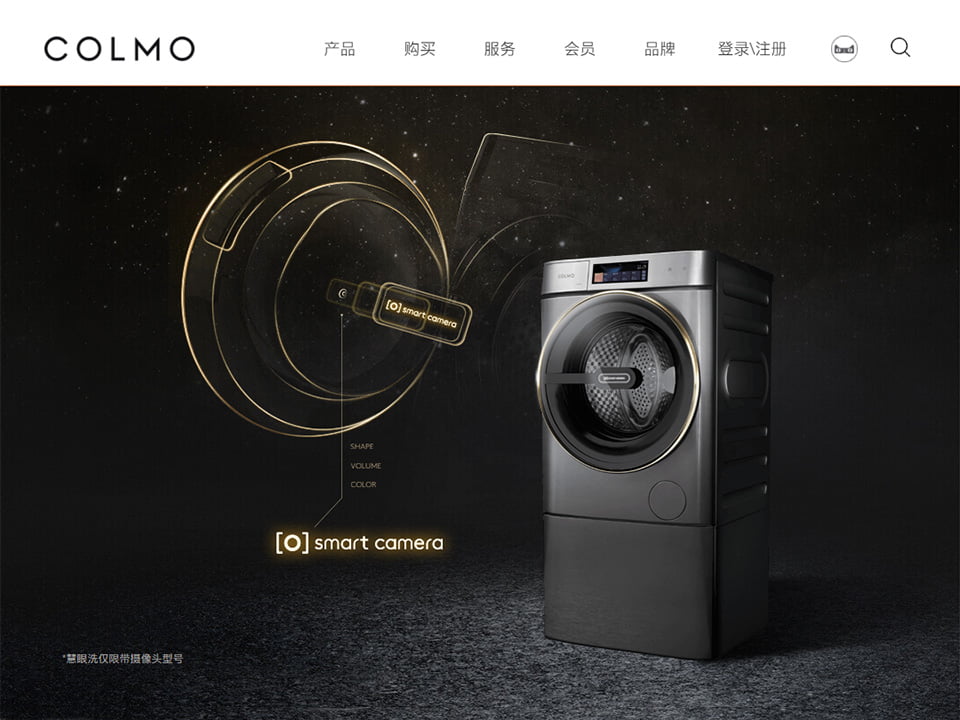 COLMO
产品 购买 服务 会员 品牌 登录\注册
COLMO
[O] smart camera
SHAPE
VOLUME
COLOR
[O] smart camera
*慧眼洗仅限带摄像头型号